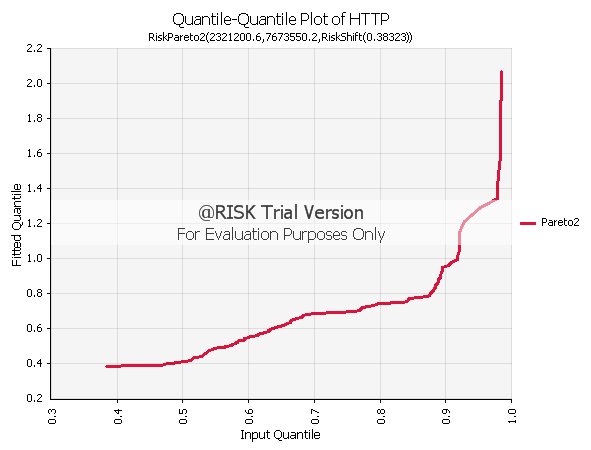 Quantile-Quantile Plot of HTTP
RiskPareto2(2321200.6,7673550.2,RiskShift(0.38323))
2.2
2.0
1.8
1.6
1.4
1.2
1.0
0.8
0.6
0.4
0.2
Fitted Quantile
@RISK Trial Version
For Evaluation Purposes Only
Pareto2
0.3
0.4
0.5
0.6
0.7
0.8
0.9
1.0
Input Quantile